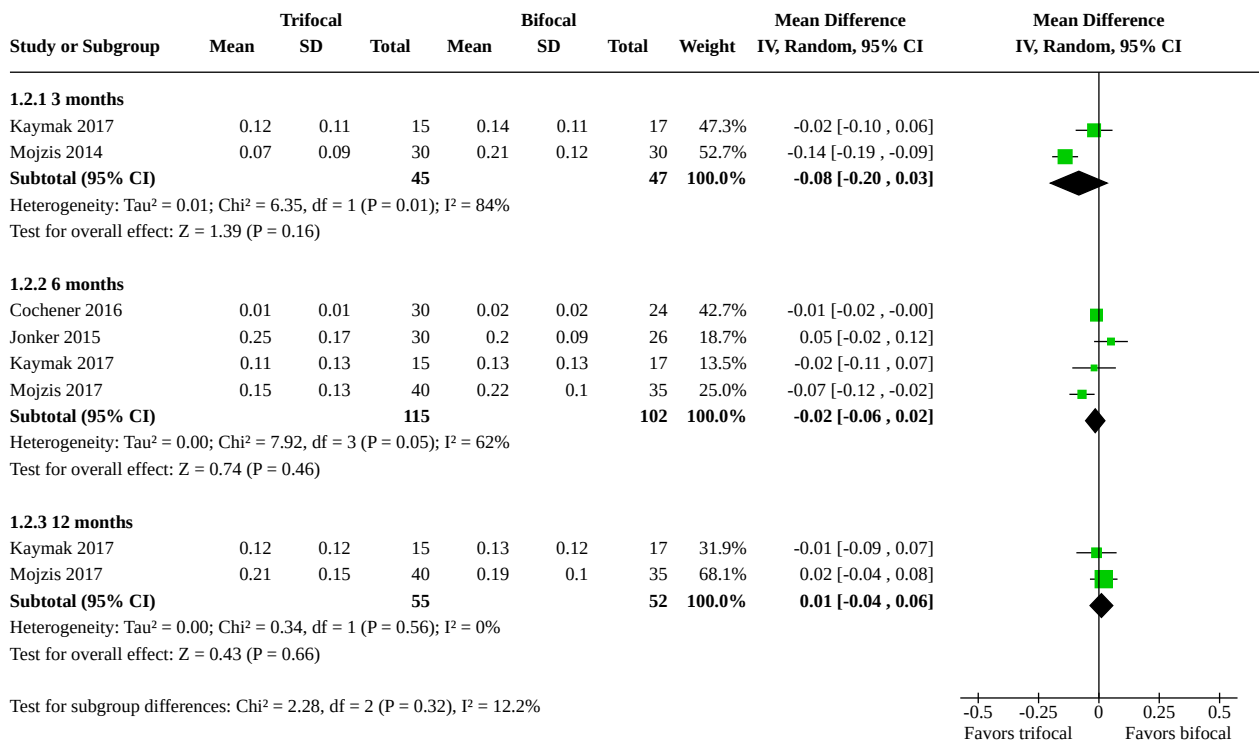 Trifocal Bifocal Mean Difference Mean Difference
Study or Subgroup Mean SD Total Mean SD Total Weight IV, Random, 95% CI IV, Random, 95% CI
1.2.1 3 months
Kaymak 2017 0.12 0.11 15 0.14 0.11 17 47.3% -0.02 [-0.10 , 0.06]
Mojzis 2014 0.07 0.09 30 0.21 0.12 30 52.7% -0.14 [-0.19 , -0.09]
Subtotal (95% CI) 45 47 100.0% -0.08 [-0.20 , 0.03]
Heterogeneity: Tau² = 0.01; Chi² = 6.35, df = 1 (P = 0.01); I² = 84%
Test for overall effect: Z = 1.39 (P = 0.16)
1.2.2 6 months
Cochener 2016 0.01 0.01 30 0.02 0.02 24 42.7% -0.01 [-0.02 , -0.00]
Jonker 2015 0.25 0.17 30 0.2 0.09 26 18.7% 0.05 [-0.02 , 0.12]
Kaymak 2017 0.11 0.13 15 0.13 0.13 17 13.5% -0.02 [-0.11 , 0.07]
Mojzis 2017 0.15 0.13 40 0.22 0.1 35 25.0% -0.07 [-0.12 , -0.02]
Subtotal (95% CI) 115 102 100.0% -0.02 [-0.06 , 0.02]
Heterogeneity: Tau² = 0.00; Chi² = 7.92, df = 3 (P = 0.05); I² = 62%
Test for overall effect: Z = 0.74 (P = 0.46)
1.2.3 12 months
Kaymak 2017 0.12 0.12 15 0.13 0.12 17 31.9% -0.01 [-0.09 , 0.07]
Mojzis 2017 0.21 0.15 40 0.19 0.1 35 68.1% 0.02 [-0.04 , 0.08]
Subtotal (95% CI) 55 52 100.0% 0.01 [-0.04 , 0.06]
Heterogeneity: Tau² = 0.00; Chi² = 0.34, df = 1 (P = 0.56); I² = 0%
Test for overall effect: Z = 0.43 (P = 0.66)
Test for subgroup differences: Chi² = 2.28, df = 2 (P = 0.32), I² = 12.2%
-0.5 -0.25 0 0.25 0.5
Favors trifocal Favors bifocal